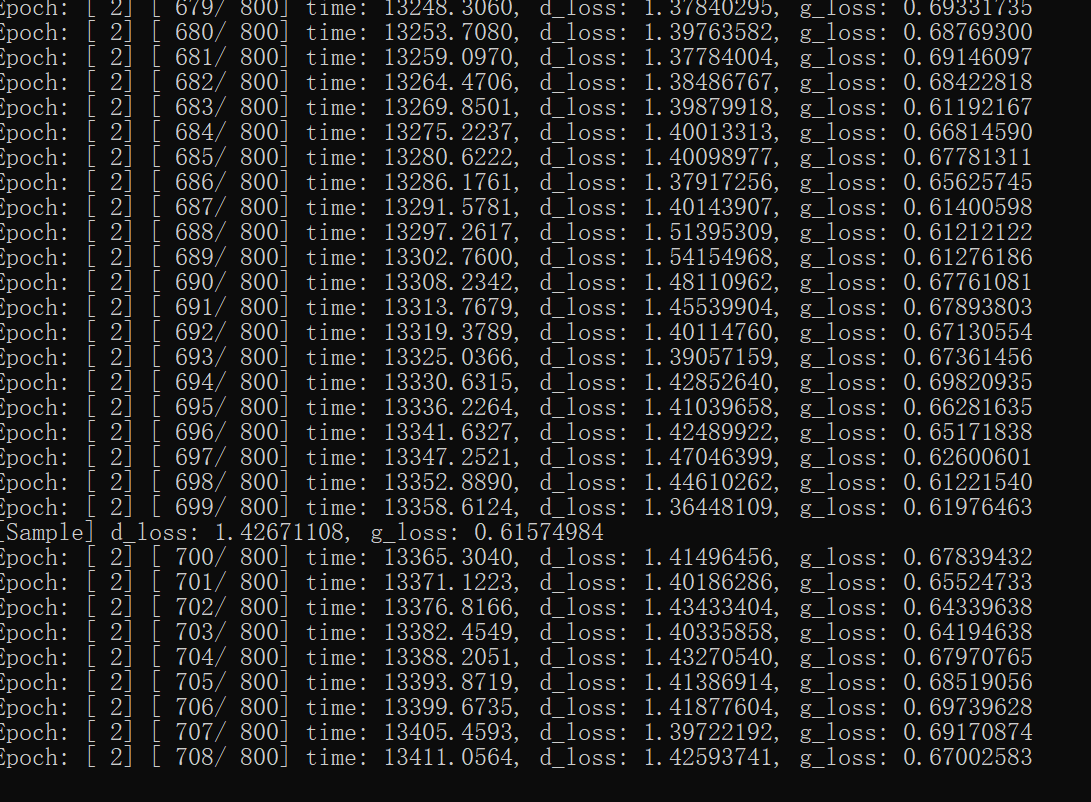 Epoch: [ 2] [ 679/ 800] time: 13248.3060, d_loss: 1.37840295, g_loss: 0.69331735
Epoch: [ 2] [ 680/ 800] time: 13253.7080, d_loss: 1.39763582, g_loss: 0.68769300
Epoch: [ 2] [ 681/ 800] time: 13259.0970, d_loss: 1.37784004, g_loss: 0.69146097
Epoch: [ 2] [ 682/ 800] time: 13264.4706, d_loss: 1.38486767, g_loss: 0.68422818
Epoch: [ 2] [ 683/ 800] time: 13269.8501, d_loss: 1.39879918, g_loss: 0.61192167
Epoch: [ 2] [ 684/ 800] time: 13275.2237, d_loss: 1.40013313, g_loss: 0.66814590
Epoch: [ 2] [ 685/ 800] time: 13280.6222, d_loss: 1.40098977, g_loss: 0.67781311
Epoch: [ 2] [ 686/ 800] time: 13286.1761, d_loss: 1.37917256, g_loss: 0.65625745
Epoch: [ 2] [ 687/ 800] time: 13291.5781, d_loss: 1.40143907, g_loss: 0.61400598
Epoch: [ 2] [ 688/ 800] time: 13297.2617, d_loss: 1.51395309, g_loss: 0.61212122
Epoch: [ 2] [ 689/ 800] time: 13302.7600, d_loss: 1.54154968, g_loss: 0.61276186
Epoch: [ 2] [ 690/ 800] time: 13308.2342, d_loss: 1.48110962, g_loss: 0.67761081
Epoch: [ 2] [ 691/ 800] time: 13313.7679, d_loss: 1.45539904, g_loss: 0.67893803
Epoch: [ 2] [ 692/ 800] time: 13319.3789, d_loss: 1.40114760, g_loss: 0.67130554
Epoch: [ 2] [ 693/ 800] time: 13325.0366, d_loss: 1.39057159, g_loss: 0.67361456
Epoch: [ 2] [ 694/ 800] time: 13330.6315, d_loss: 1.42852640, g_loss: 0.69820935
Epoch: [ 2] [ 695/ 800] time: 13336.2264, d_loss: 1.41039658, g_loss: 0.66281635
Epoch: [ 2] [ 696/ 800] time: 13341.6327, d_loss: 1.42489922, g_loss: 0.65171838
Epoch: [ 2] [ 697/ 800] time: 13347.2521, d_loss: 1.47046399, g_loss: 0.62600601
Epoch: [ 2] [ 698/ 800] time: 13352.8890, d_loss: 1.44610262, g_loss: 0.61221540
Epoch: [ 2] [ 699/ 800] time: 13358.6124, d_loss: 1.36448109, g_loss: 0.61976463
[Sample] d_loss: 1.42671108, g_loss: 0.61574984
Epoch: [ 2] [ 700/ 800] time: 13365.3040, d_loss: 1.41496456, g_loss: 0.67839432
Epoch: [ 2] [ 701/ 800] time: 13371.1223, d_loss: 1.40186286, g_loss: 0.65524733
Epoch: [ 2] [ 702/ 800] time: 13376.8166, d_loss: 1.43433404, g_loss: 0.64339638
Epoch: [ 2] [ 703/ 800] time: 13382.4549, d_loss: 1.40335858, g_loss: 0.64194638
Epoch: [ 2] [ 704/ 800] time: 13388.2051, d_loss: 1.43270540, g_loss: 0.67970765
Epoch: [ 2] [ 705/ 800] time: 13393.8719, d_loss: 1.41386914, g_loss: 0.68519056
Epoch: [ 2] [ 706/ 800] time: 13399.6735, d_loss: 1.41877604, g_loss: 0.69739628
Epoch: [ 2] [ 707/ 800] time: 13405.4593, d_loss: 1.39722192, g_loss: 0.69170874
Epoch: [ 2] [ 708/ 800] time: 13411.0564, d_loss: 1.42593741, g_loss: 0.67002583